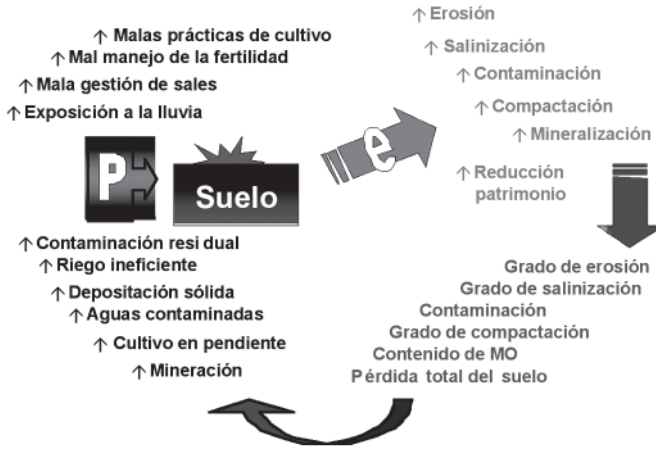 ↑ Malas prácticas de cultivo
↑ Mal manejo de la fertilidad
↑ Mala gestión de sales
↑ Exposición a la lluvia
P
Suelo
↑ Contaminación resi dual
↑ Riego ineficiente
↑ Depositación sólida
↑ Aguas contaminadas
↑ Cultivo en pendiente
↑ Mineración
e
↑ Erosión
↑ Salinización
↑ Contaminación
↑ Compactación
↑ Mineralización
↑ Reducción
patrimonio
Grado de erosión
Grado de salinización
Contaminación
Grado de compactación
Contenido de MO
Pérdida total del suelo